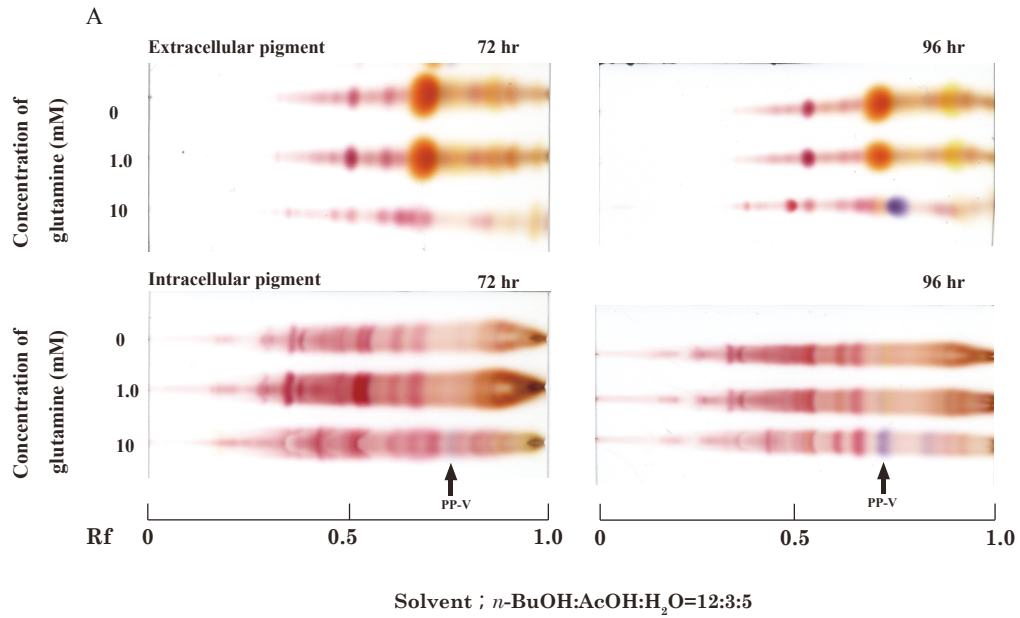 A
Extracellular pigment 72 hr 96 hr
Concentration of
glutamine (mM)
0
1.0
10
Intracellular pigment 72 hr 96 hr
Concentration of
glutamine (mM)
0
1.0
10
PP-V PP-V
Rf 0 0.5 1.0 0 0.5 1.0
Solvent ; n-BuOH:AcOH:H₂O=12:3:5